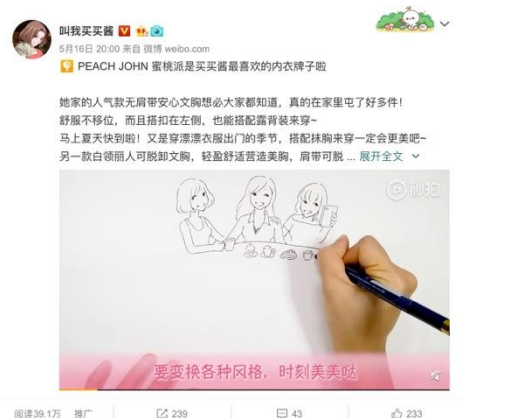 叫我买买酱
5月16日 20:00 来自 微博 weibo.com
PEACH JOHN 蜜桃派是买买酱最喜欢的内衣牌子啦
她家的人气款无肩带安心文胸想必大家都知道，真的在家里屯了好多件！
舒服不移位，而且搭扣在左侧，也能搭配露背装来穿~
马上夏天快到啦！又是穿漂漂衣服出门的季节，搭配抹胸来穿一定会更美吧~
另一款白领丽人可脱卸文胸，轻盈舒适营造美胸，肩带可脱 ... 展开全文
秒拍
要变换各种风格，时刻美美哒
阅读39.1万 推广 239 43 233